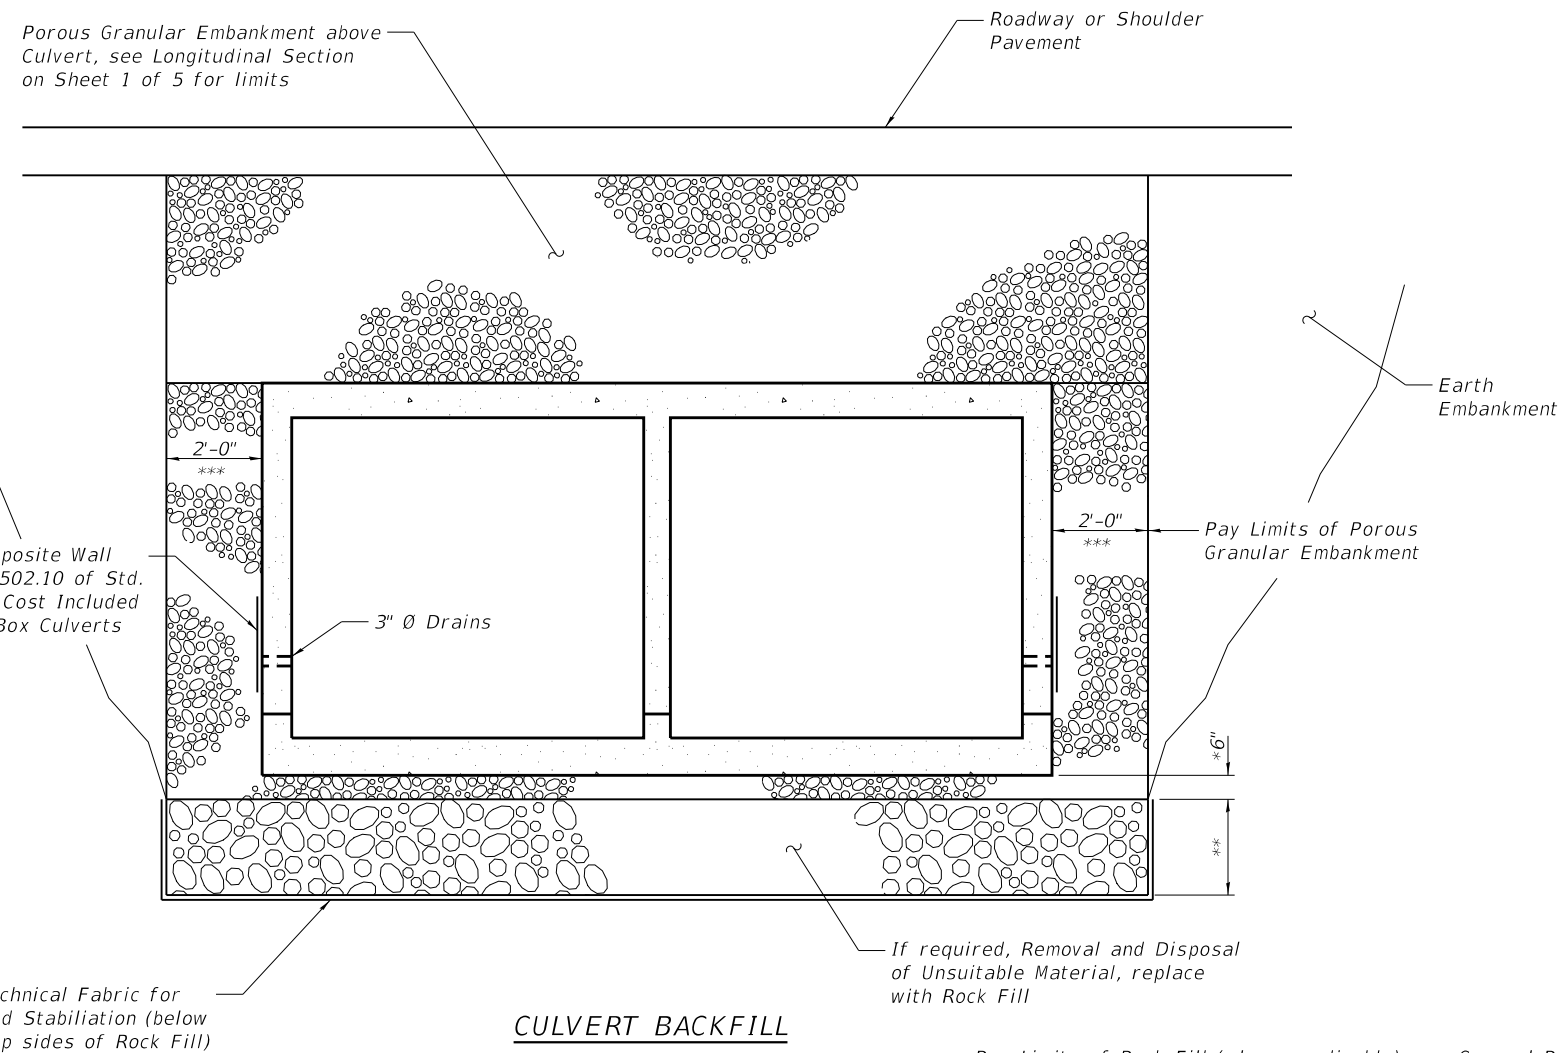 Porous Granular Embankment above
Culvert, see Longitudinal Section
on Sheet 1 of 5 for limits
Roadway or Shoulder
Pavement
Earth
Embankment
2'-0"
***
2'-0"
***
Pay Limits of Porous
Granular Embankment
posite Wall
502.10 of Std.
Cost Included
Box Culverts
3" Ø Drains
*6"
**
If required, Removal and Disposal
of Unsuitable Material, replace
with Rock Fill
chnical Fabric for
d Stabiliation (below
p sides of Rock Fill)
CULVERT BACKFILL